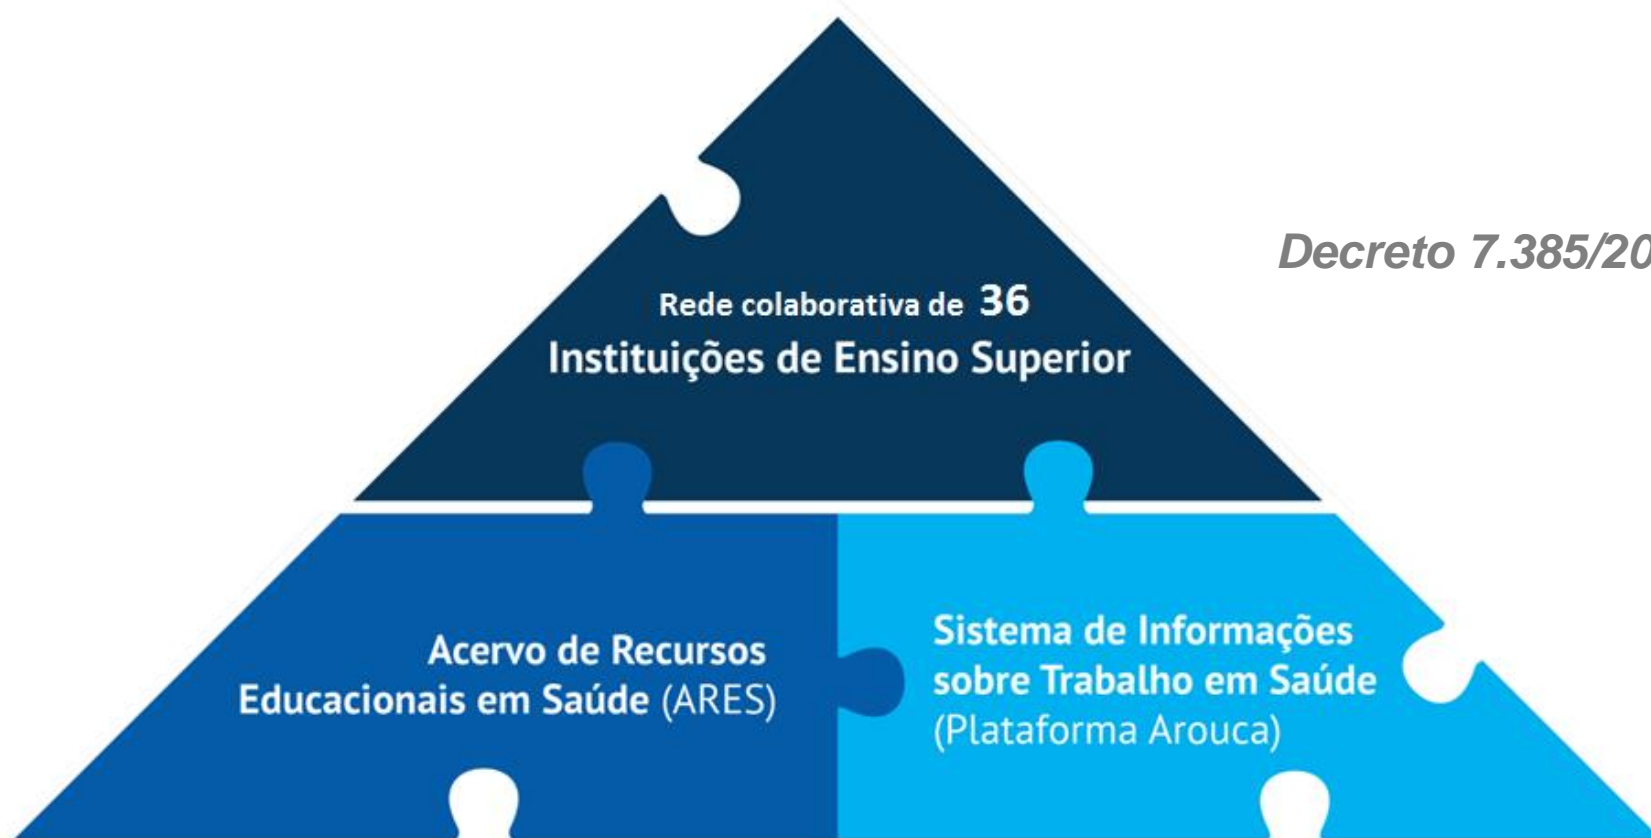 Decreto 7.385/20
Rede colaborativa de 36
Instituições de Ensino Superior
Acervo de Recursos
Educacionais em Saúde (ARES)
Sistema de Informações
sobre Trabalho em Saúde
(Plataforma Arouca)